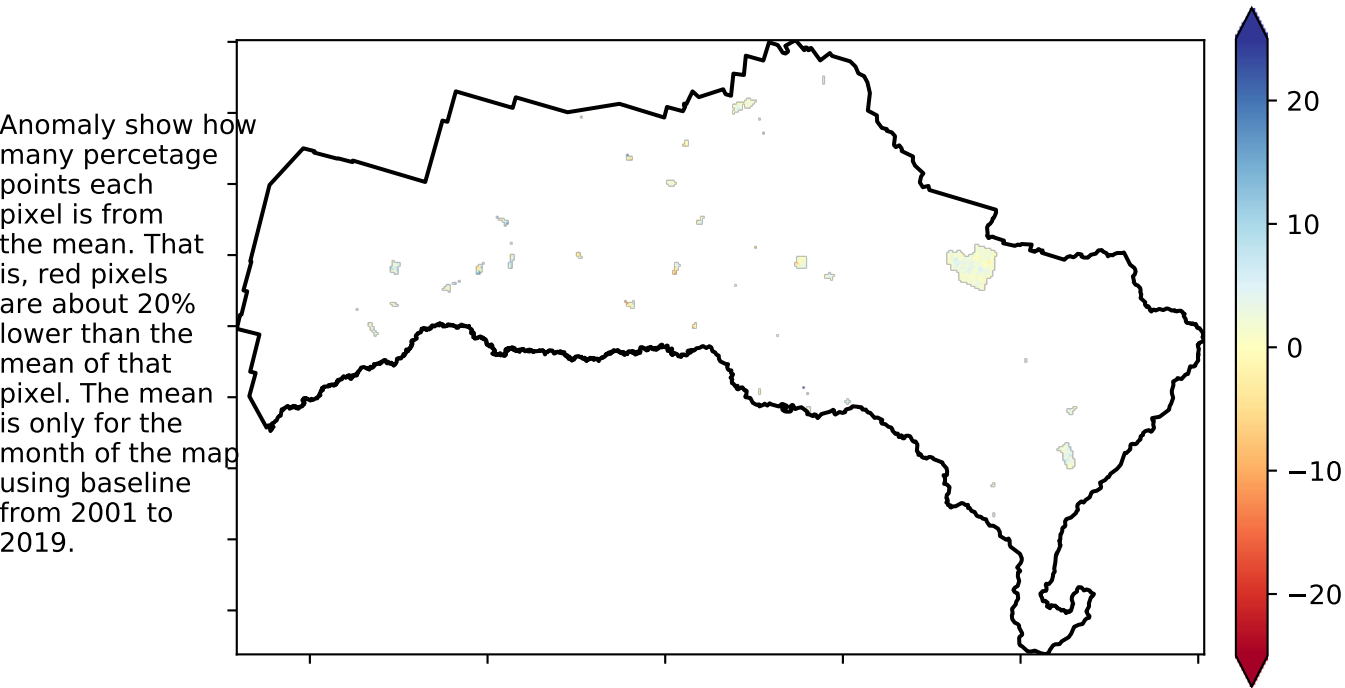 Anomaly show how
many percetage
points each
pixel is from
the mean. That
is, red pixels
are about 20%
lower than the
mean of that
pixel. The mean
is only for the
month of the map
using baseline
from 2001 to
2019.
20
10
0
−10
−20